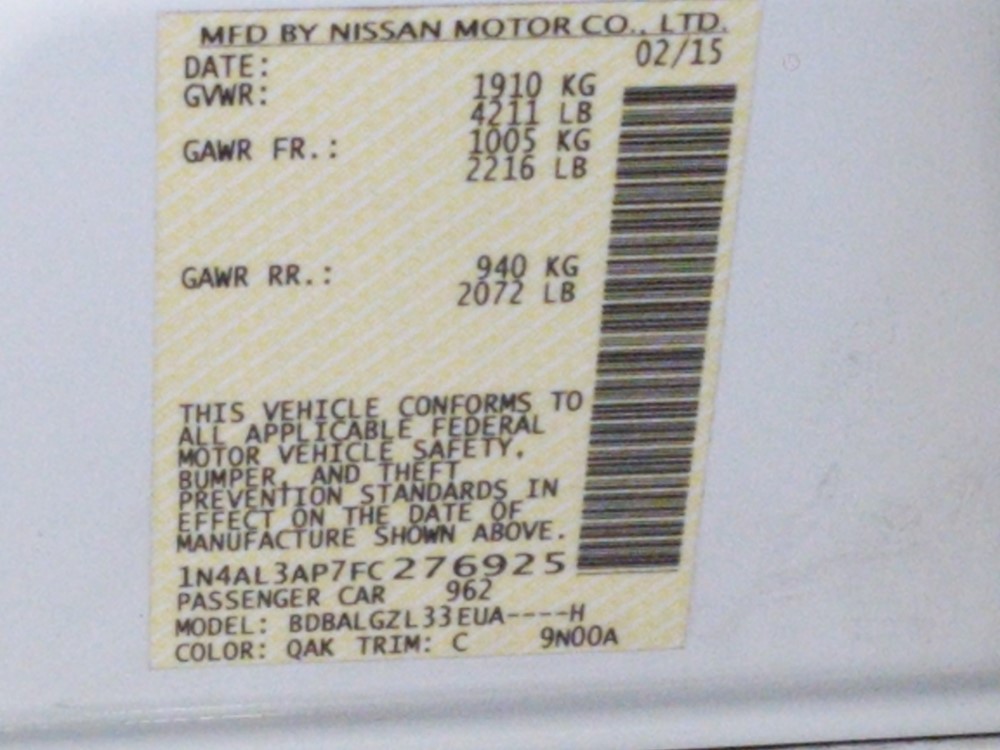 MFD BY NISSAN MOTOR CO., LTD.
DATE: 02/15
GVWR: 1910 KG
4211 LB
GAWR FR.: 1005 KG
2216 LB
GAWR RR.: 940 KG
2072 LB
THIS VEHICLE CONFORMS TO
ALL APPLICABLE FEDERAL
MOTOR VEHICLE SAFETY,
BUMPER, AND THEFT
PREVENTION STANDARDS IN
EFFECT ON THE DATE OF
MANUFACTURE SHOWN ABOVE.
1N4AL3AP7FC276925
PASSENGER CAR 962
MODEL: BDBALGZL33EUA----H
COLOR: QAK TRIM: C 9N00A